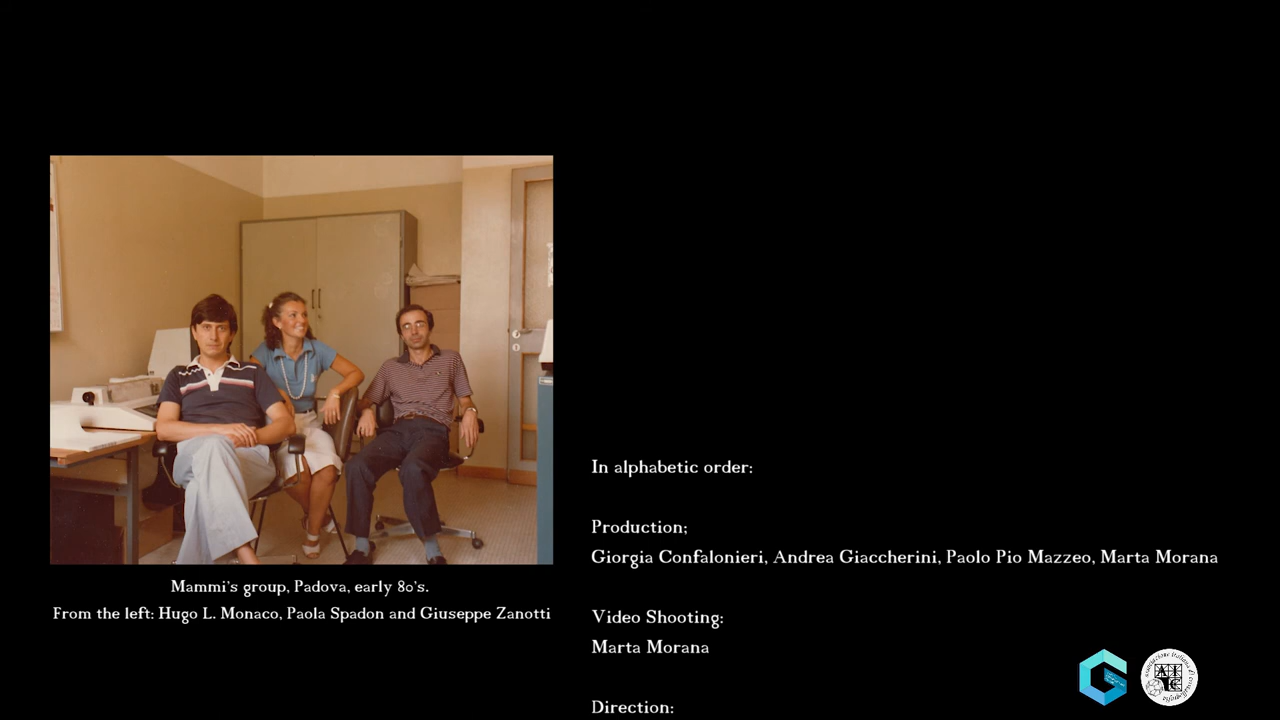 Mammi's group, Padova, early 80's.
From the left: Hugo L. Monaco, Paola Spadon and Giuseppe Zanotti
In alphabetic order:
Production;
Giorgia Confalonieri, Andrea Giaccherini, Paolo Pio Mazzeo, Marta Morana
Video Shooting:
Marta Morana
Direction: